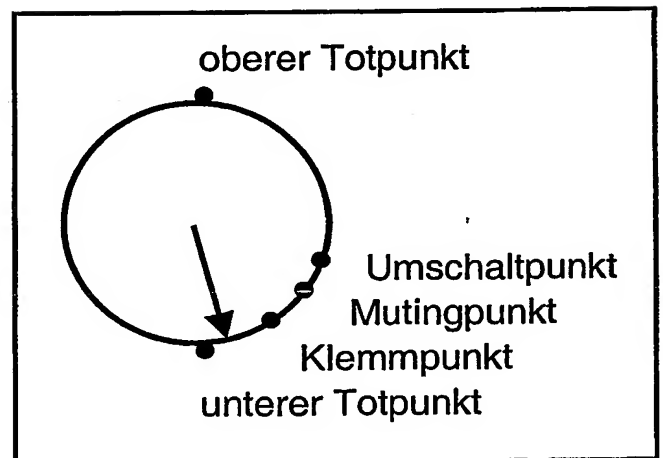 oberer Totpunkt
Umschaltpunkt
Mutingpunkt
Klemmpunkt
unterer Totpunkt